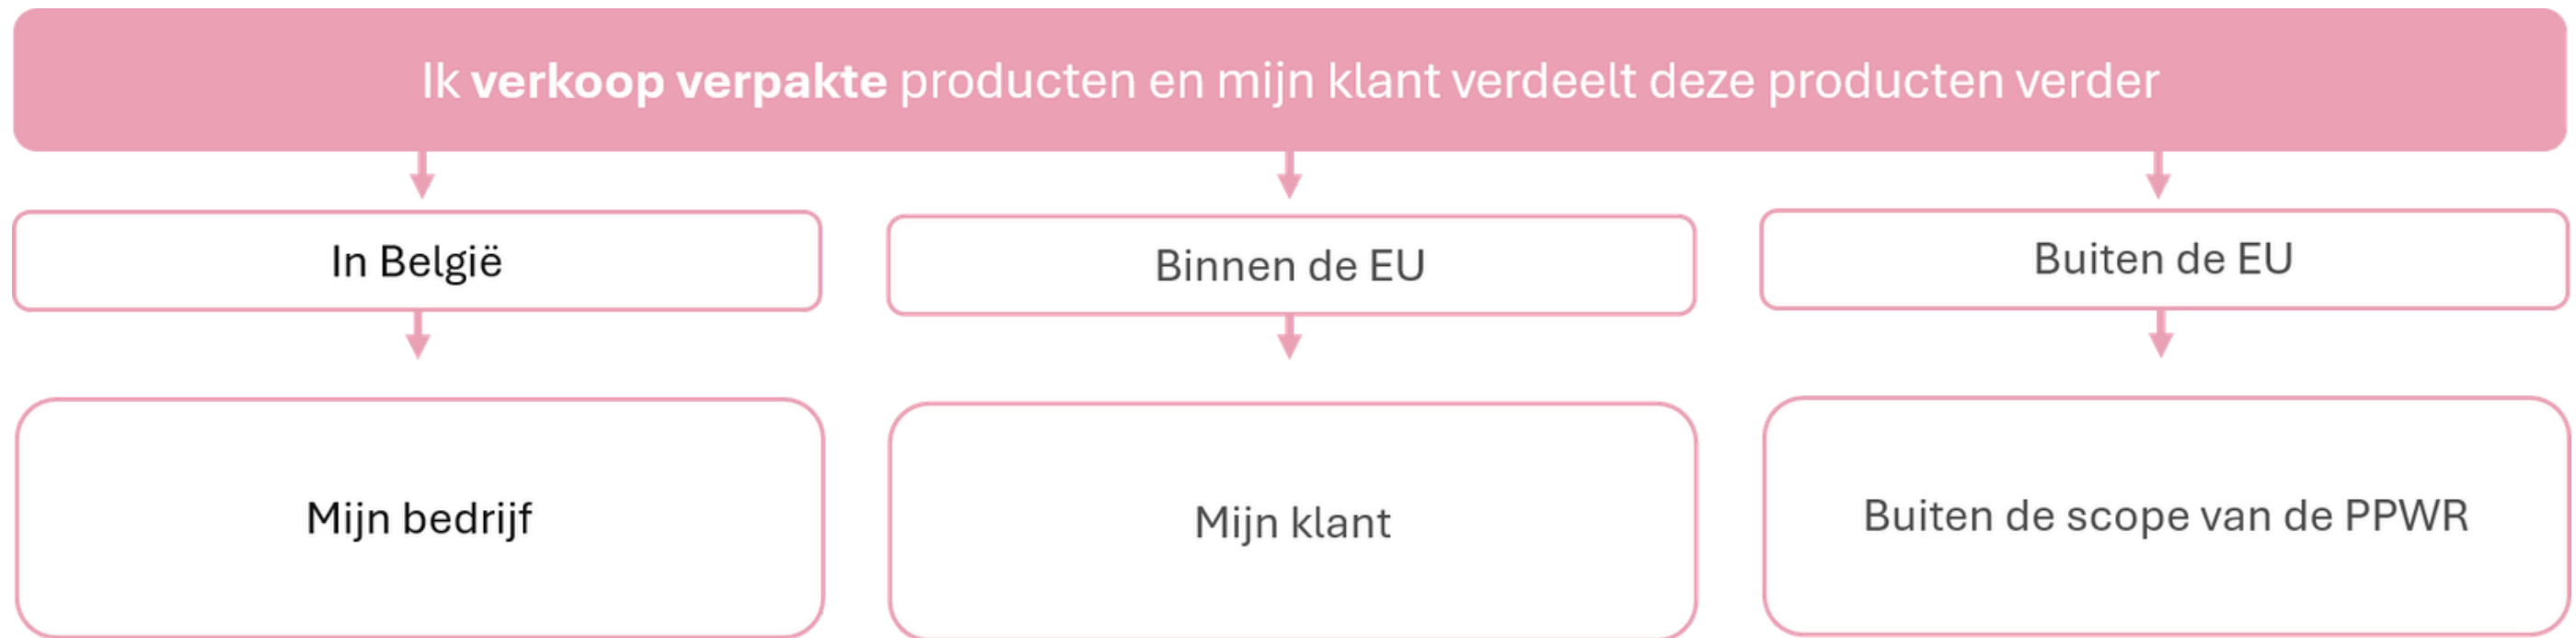 Ik verkoop verpakte producten en mijn klant verdeelt deze producten verder
In België
Binnen de EU
Buiten de EU
Mijn bedrijf
Mijn klant
Buiten de scope van de PPWR